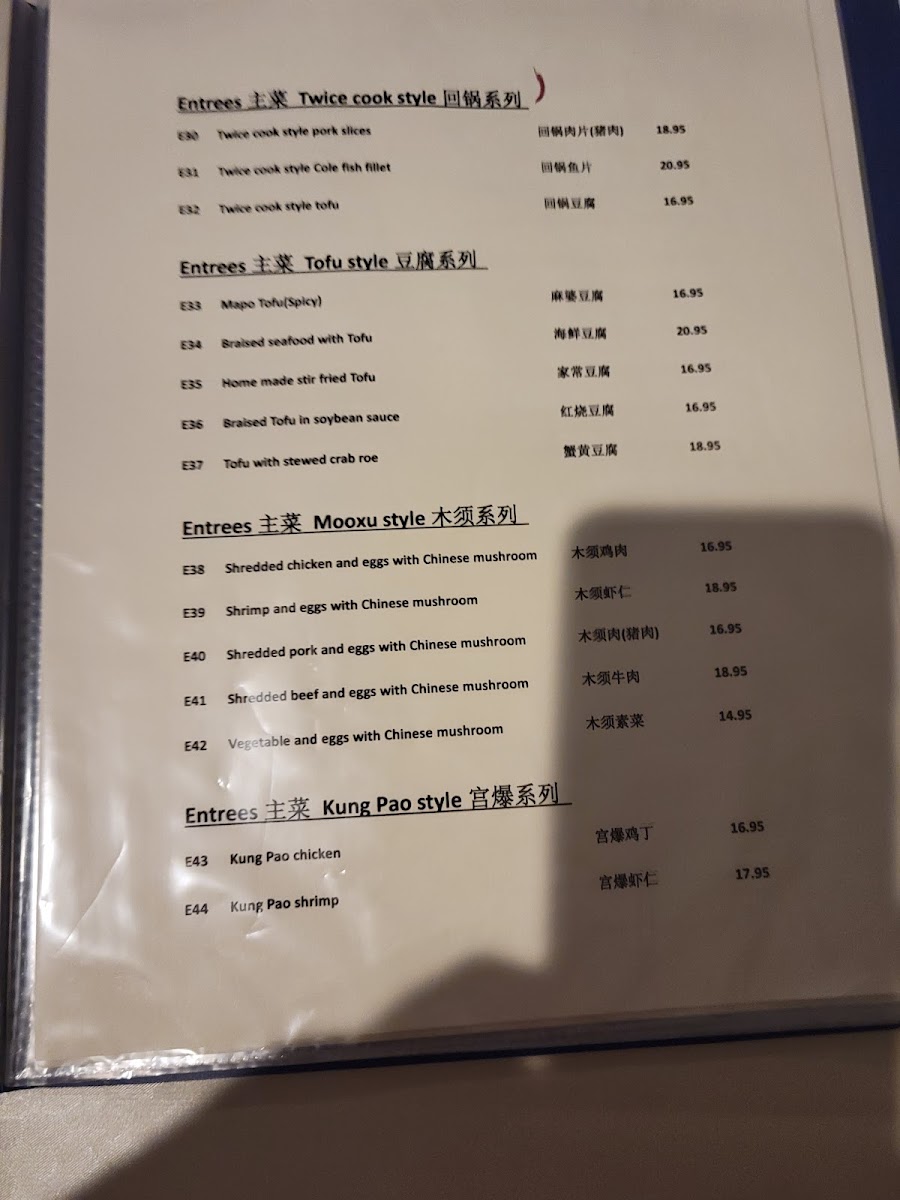 Entrees 主菜 Twice cook style 回锅系列
E30 Twice cook style pork slices 回锅肉片(猪肉) 18.95
E31 Twice cook style Cole fish fillet 回锅鱼片 20.95
E32 Twice cook style tofu 回锅豆腐 16.95
Entrees 主菜 Tofu style 豆腐系列
E33 Mapo Tofu(Spicy) 麻婆豆腐 16.95
E34 Braised seafood with Tofu 海鲜豆腐 20.95
E35 Home made stir fried Tofu 家常豆腐 16.95
E36 Braised Tofu in soybean sauce 红烧豆腐 16.95
E37 Tofu with stewed crab roe 蟹黄豆腐 18.95
Entrees 主菜 Mooxu style 木须系列
E38 Shredded chicken and eggs with Chinese mushroom 木须鸡肉 16.95
E39 Shrimp and eggs with Chinese mushroom 木须虾仁 18.95
E40 Shredded pork and eggs with Chinese mushroom 木须肉(猪肉) 16.95
E41 Shredded beef and eggs with Chinese mushroom 木须牛肉 18.95
E42 Vegetable and eggs with Chinese mushroom 木须素菜 14.95
Entrees 主菜 Kung Pao style 宫爆系列
E43 Kung Pao chicken 宫爆鸡丁 16.95
E44 Kung Pao shrimp 宫爆虾仁 17.95